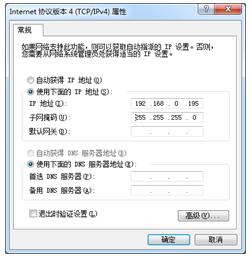 Internet 协议版本 4 (TCP/IPv4) 属性
常规
如果网络支持此功能，则可以获取自动指派的 IP 设置。否则，
您需要从网络系统管理员处获得适当的 IP 设置。
自动获得 IP 地址(O)
使用下面的 IP 地址(S):
IP 地址(I): 192 .168 . 0 .195
子网掩码(U): 255 .255 .255 . 0
默认网关(D): . . .
自动获得 DNS 服务器地址(B)
使用下面的 DNS 服务器地址(E):
首选 DNS 服务器(P): . . .
备用 DNS 服务器(A): . . .
退出时验证设置(L)
高级(V)...
确定
取消